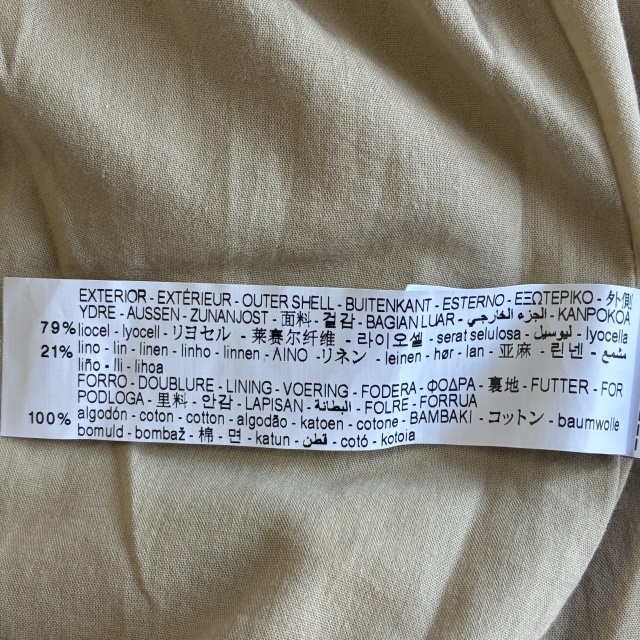 EXTERIOR - EXTÉRIEUR - OUTER SHELL - BUITENKANT - ESTERNO - ΕΞΩΤΕΡΙΚΟ - 外側
YDRE - AUSSEN - ZUNANJOST - 面料 - 겉감 - BAGIAN LUAR - الجزء الخارجي - KANPOKOA
79% liocel - lyocell - リヨセル - 莱赛尔纤维 - 라이오셀 - serat selulosa - ليوسيل - lyocella
21% lino - lin - linen - linho - linnen - ΛΙΝΟ - リネン - leinen - hør - lan - 亚麻 - 린넨 - مشمع
liño - lli - lihoa
FORRO - DOUBLURE - LINING - VOERING - FODERA - ΦΟΔΡΑ - 裏地 - FUTTER - FOR
PODLOGA - 里料 - 안감 - LAPISAN - البطانة - FOLRE - FORRUA
100% algodón - coton - cotton - algodão - katoen - cotone - ΒΑΜΒΑΚΙ - コットン - baumwolle
bomuld - bombaž - 棉 - 면 - katun - قطن - cotó - kotoia